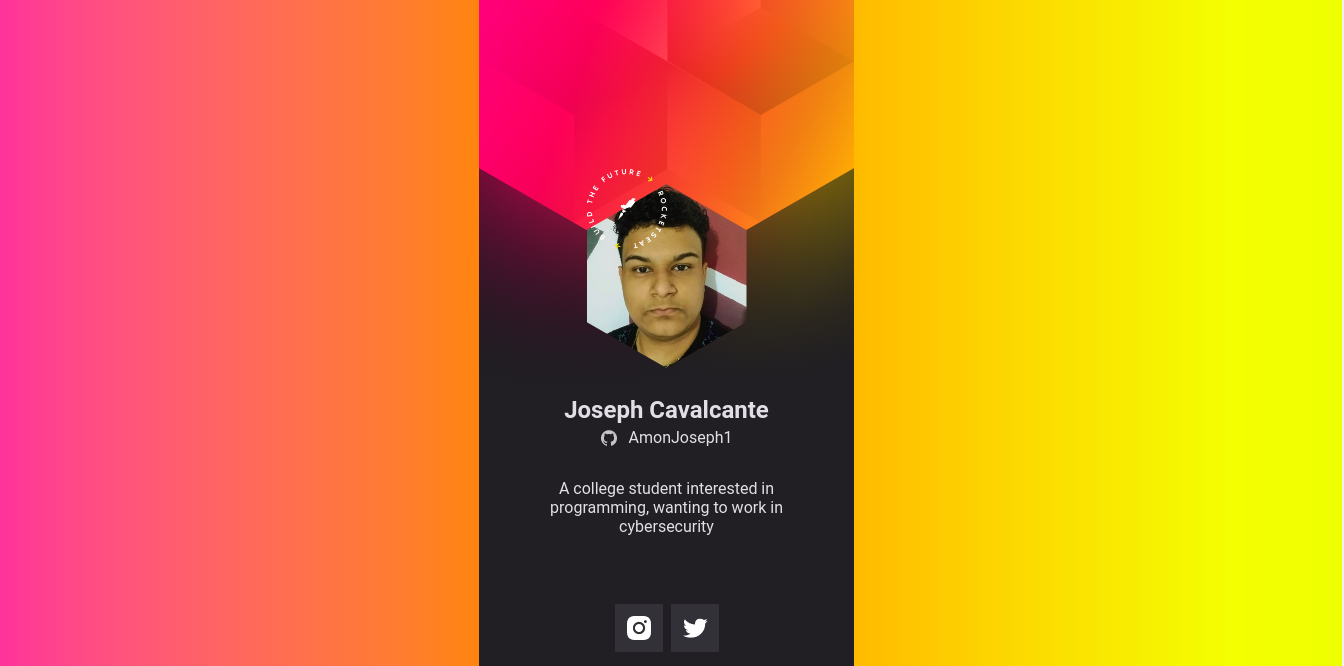 BUILD THE FUTURE
ROCKETSEAT
Joseph Cavalcante
AmonJoseph1
A college student interested in
programming, wanting to work in
cybersecurity